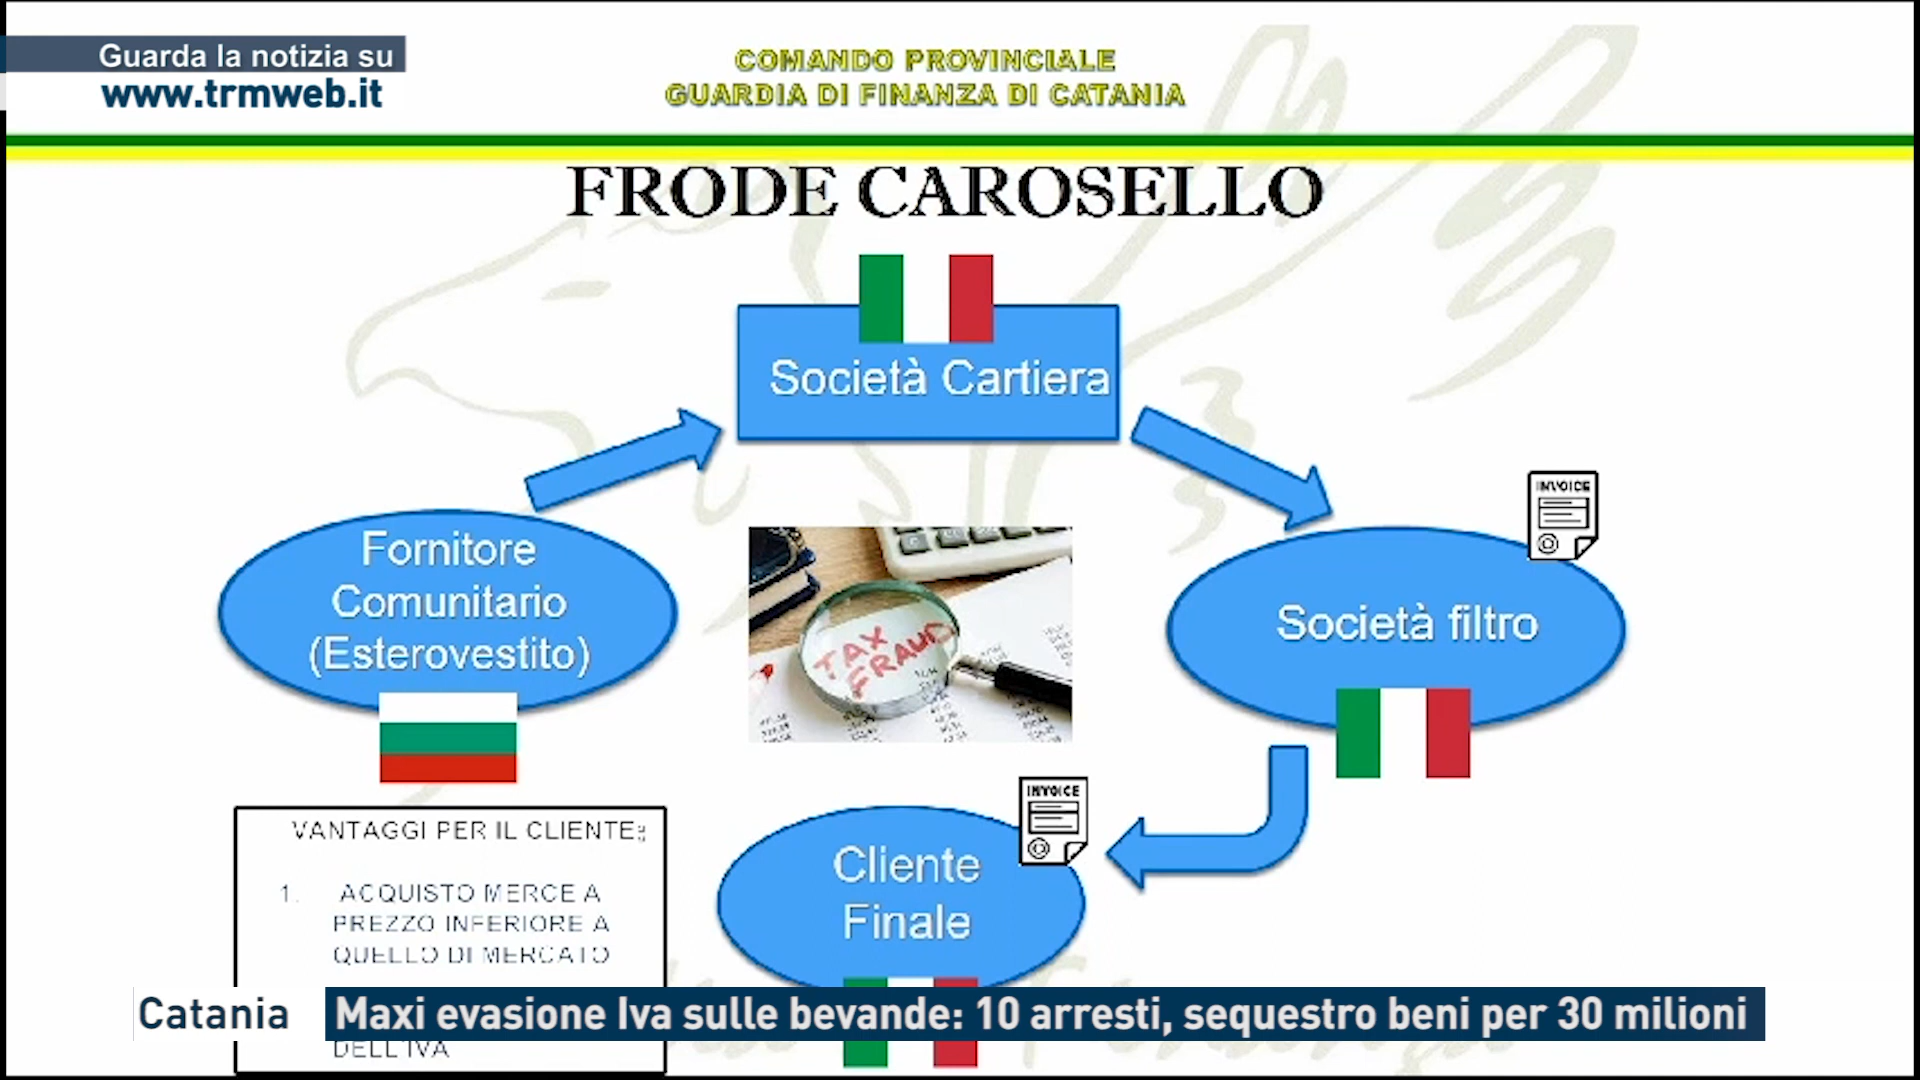 Guarda la notizia su
www.trmweb.it
COMANDO PROVINCIALE
GUARDIA DI FINANZA DI CATANIA
FRODE CAROSELLO
Società Cartiera
Fornitore
Comunitario
(Esterovestito)
INVOICE
Società filtro
TAX
FRAUD
INVOICE
Cliente
Finale
VANTAGGI PER IL CLIENTE:
1. ACQUISTO MERCE A
PREZZO INFERIORE A
QUELLO DI MERCATO
DELL'IVA
Catania
Maxi evasione Iva sulle bevande: 10 arresti, sequestro beni per 30 milioni